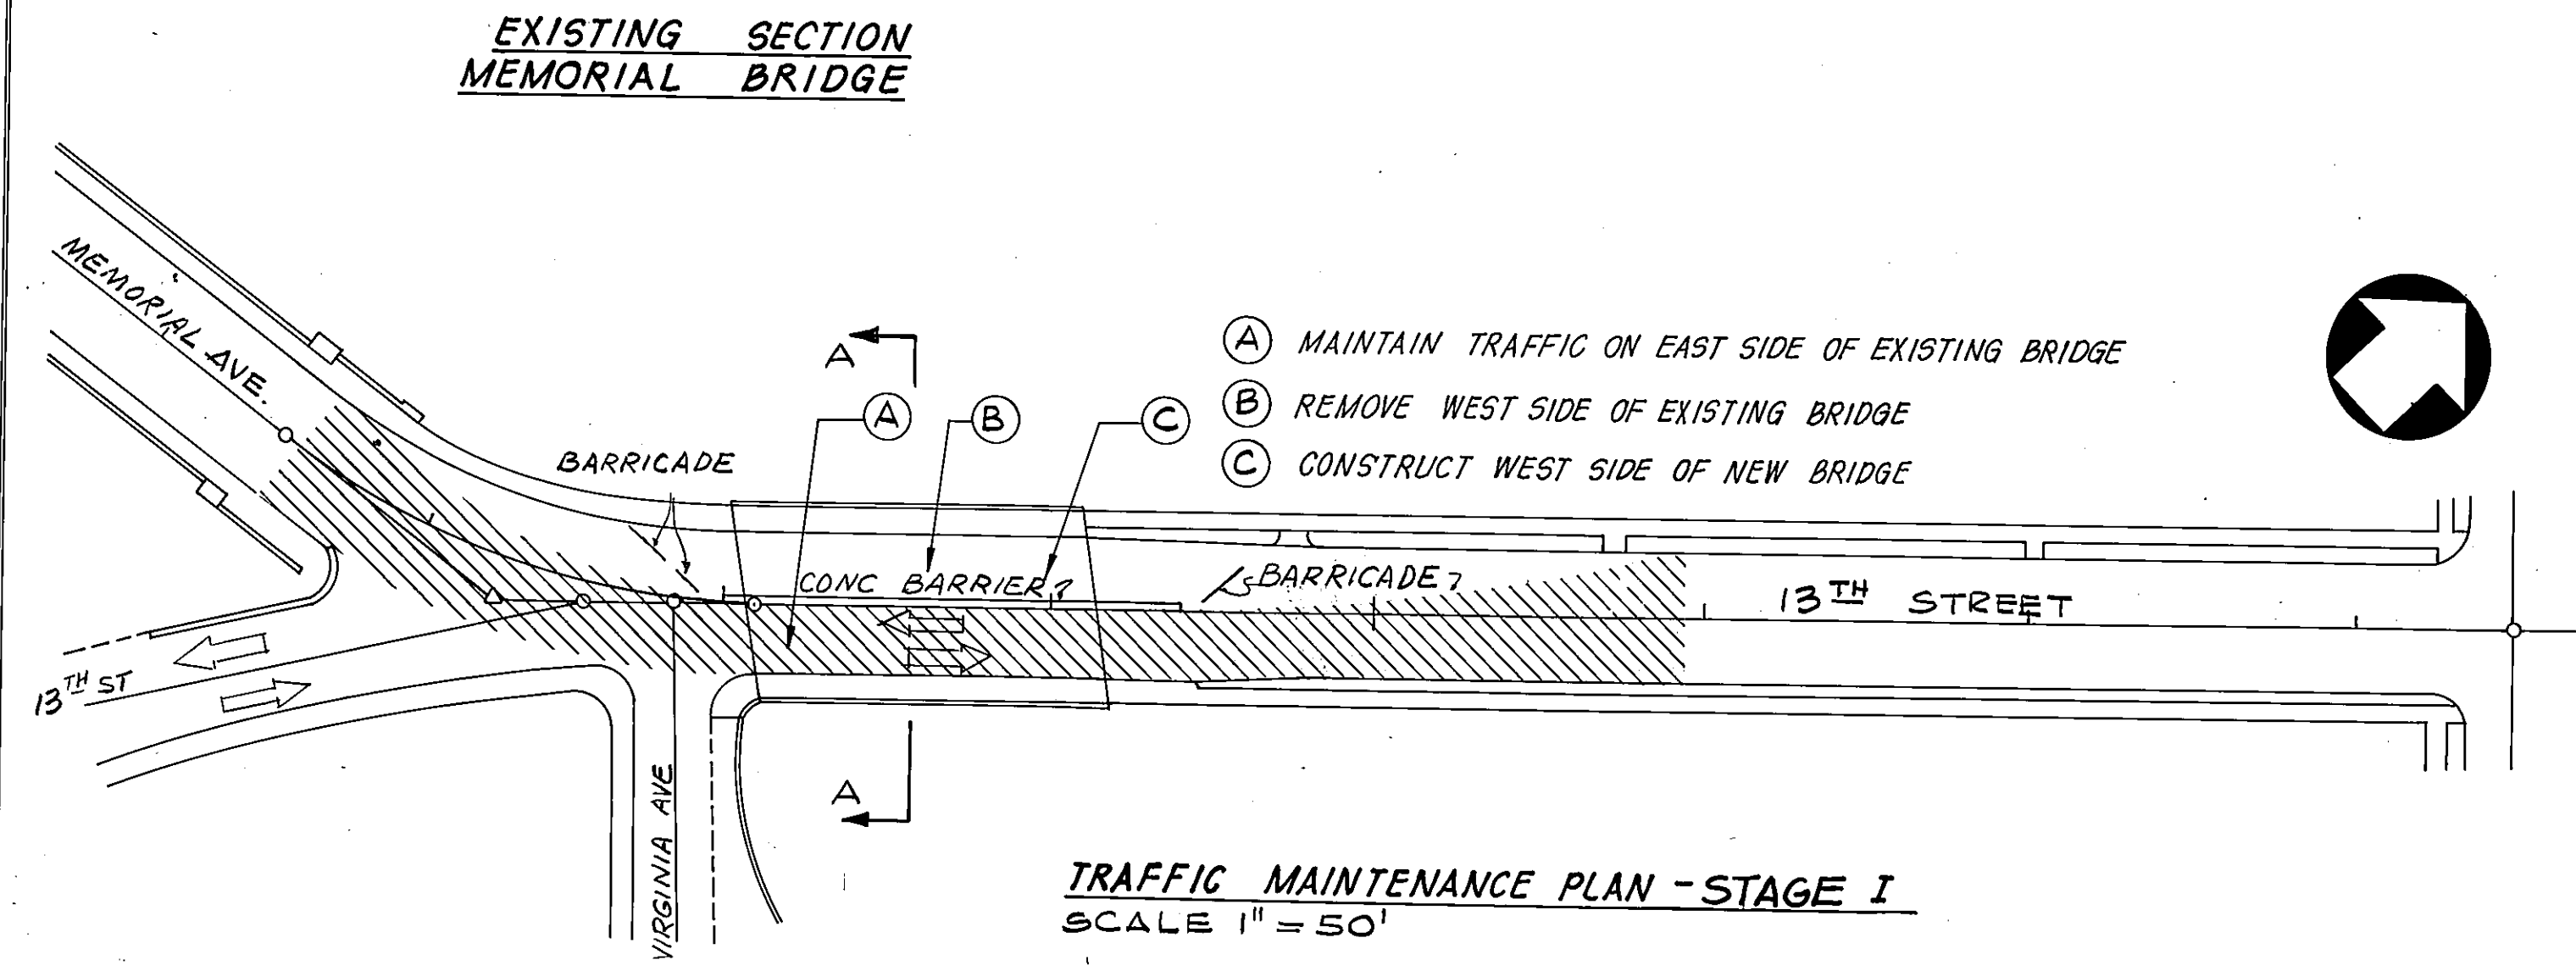 EXISTING SECTION
MEMORIAL BRIDGE
MEMORIAL AVE.
A
A
B
C
A MAINTAIN TRAFFIC ON EAST SIDE OF EXISTING BRIDGE
B REMOVE WEST SIDE OF EXISTING BRIDGE
C CONSTRUCT WEST SIDE OF NEW BRIDGE
BARRICADE
CONC BARRIER
BARRICADE
13TH STREET
13TH ST
VIRGINIA AVE
A
TRAFFIC MAINTENANCE PLAN - STAGE I
SCALE 1" = 50'